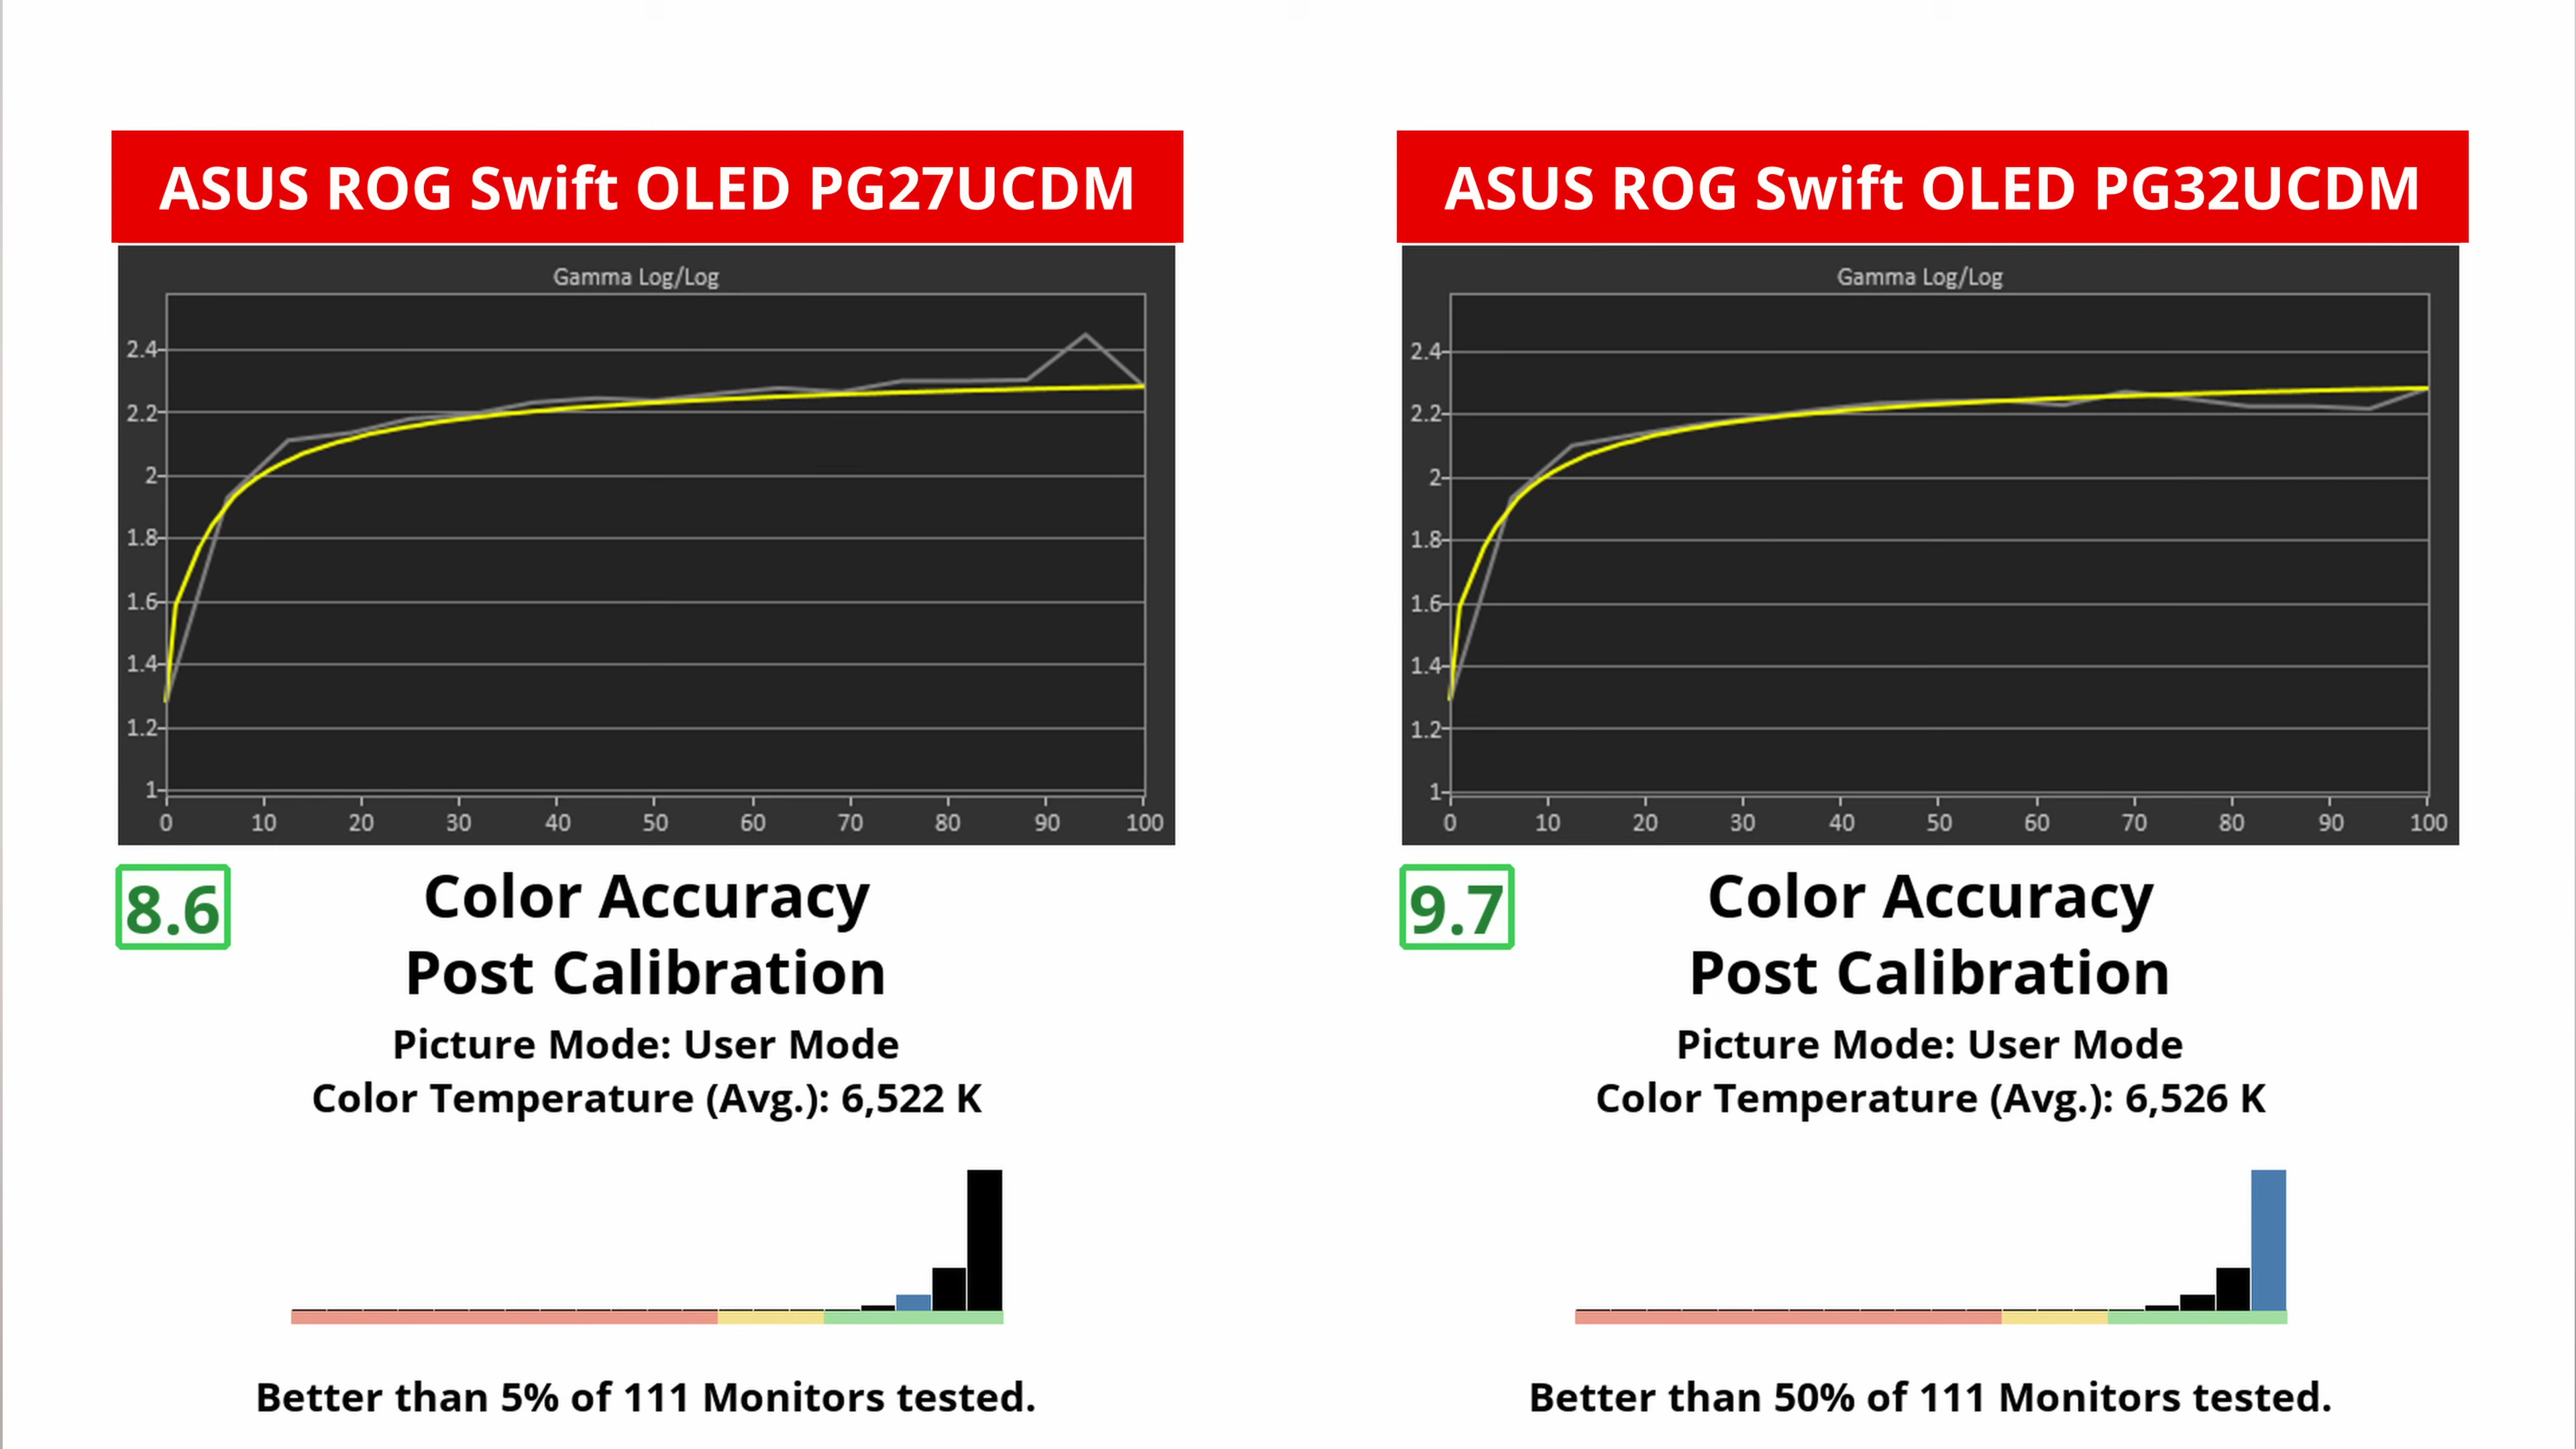 ASUS ROG Swift OLED PG27UCDM
Gamma Log/Log
2.4
2.2
2
1.8
1.6
1.4
1.2
1
0 10 20 30 40 50 60 70 80 90 100
8.6
Color Accuracy
Post Calibration
Picture Mode: User Mode
Color Temperature (Avg.): 6,522 K
Better than 5% of 111 Monitors tested.
ASUS ROG Swift OLED PG32UCDM
Gamma Log/Log
2.4
2.2
2
1.8
1.6
1.4
1.2
1
0 10 20 30 40 50 60 70 80 90 100
9.7
Color Accuracy
Post Calibration
Picture Mode: User Mode
Color Temperature (Avg.): 6,526 K
Better than 50% of 111 Monitors tested.